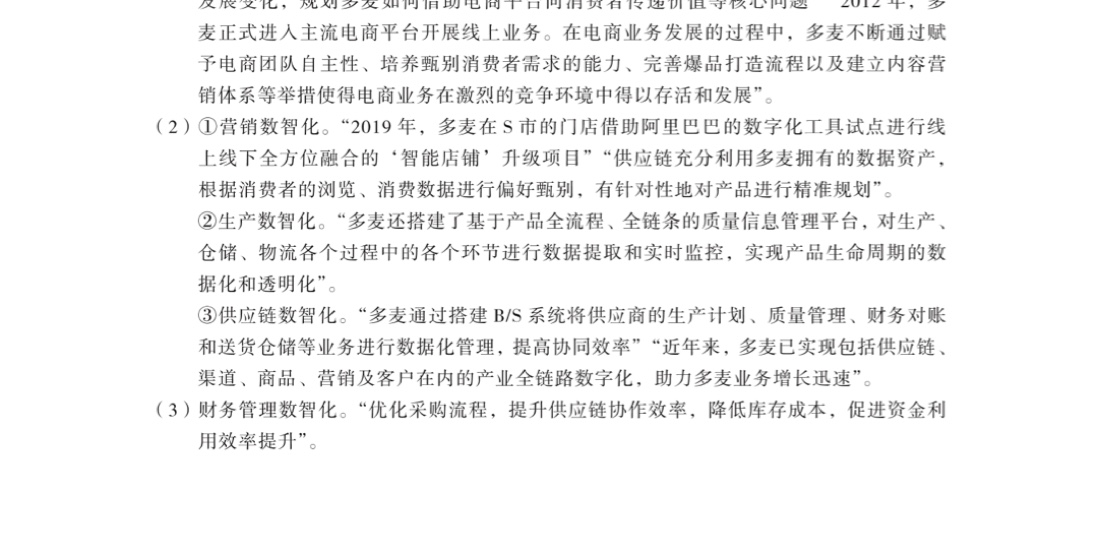 发展变化，规划多麦如何借助电商平台向消费者传递价值等核心问题” “2012 年，多
麦正式进入主流电商平台开展线上业务。在电商业务发展的过程中，多麦不断通过赋
予电商团队自主性、培养甄别消费者需求的能力、完善爆品打造流程以及建立内容营
销体系等举措使得电商业务在激烈的竞争环境中得以存活和发展”。
（2）①营销数智化。“2019 年，多麦在 S 市的门店借助阿里巴巴的数字化工具试点进行线
上线下全方位融合的‘智能店铺’升级项目”“供应链充分利用多麦拥有的数据资产，
根据消费者的浏览、消费数据进行偏好甄别，有针对性地对产品进行精准规划”。
②生产数智化。“多麦还搭建了基于产品全流程、全链条的质量信息管理平台，对生产、
仓储、物流各个过程中的各个环节进行数据提取和实时监控，实现产品生命周期的数
据化和透明化”。
③供应链数智化。“多麦通过搭建 B/S 系统将供应商的生产计划、质量管理、财务对账
和送货仓储等业务进行数据化管理，提高协同效率”“近年来，多麦已实现包括供应链、
渠道、商品、营销及客户在内的产业全链路数字化，助力多麦业务增长迅速”。
（3）财务管理数智化。“优化采购流程，提升供应链协作效率，降低库存成本，促进资金利
用效率提升”。